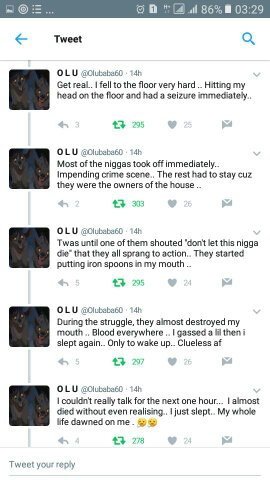 86% 03:29
Tweet
O L U @Olubaba60 · 14h
Get real.. I fell to the floor very hard .. Hitting my
head on the floor and had a seizure immediately..
3 295 25
O L U @Olubaba60 · 14h
Most of the niggas took off immediately..
Impending crime scene.. The rest had to stay cuz
they were the owners of the house ..
2 303 26
O L U @Olubaba60 · 14h
Twas until one of them shouted "don't let this nigga
die" that they all sprang to action.. They started
putting iron spoons in my mouth ..
5 295 24
O L U @Olubaba60 · 14h
During the struggle, they almost destroyed my
mouth .. Blood everywhere .. I gassed a lil then i
slept again.. Only to wake up.. Clueless af
5 297 26
O L U @Olubaba60 · 14h
I couldn't really talk for the next one hour... I almost
died without even realising.. I just slept.. My whole
life dawned on me .
4 278 24
Tweet your reply